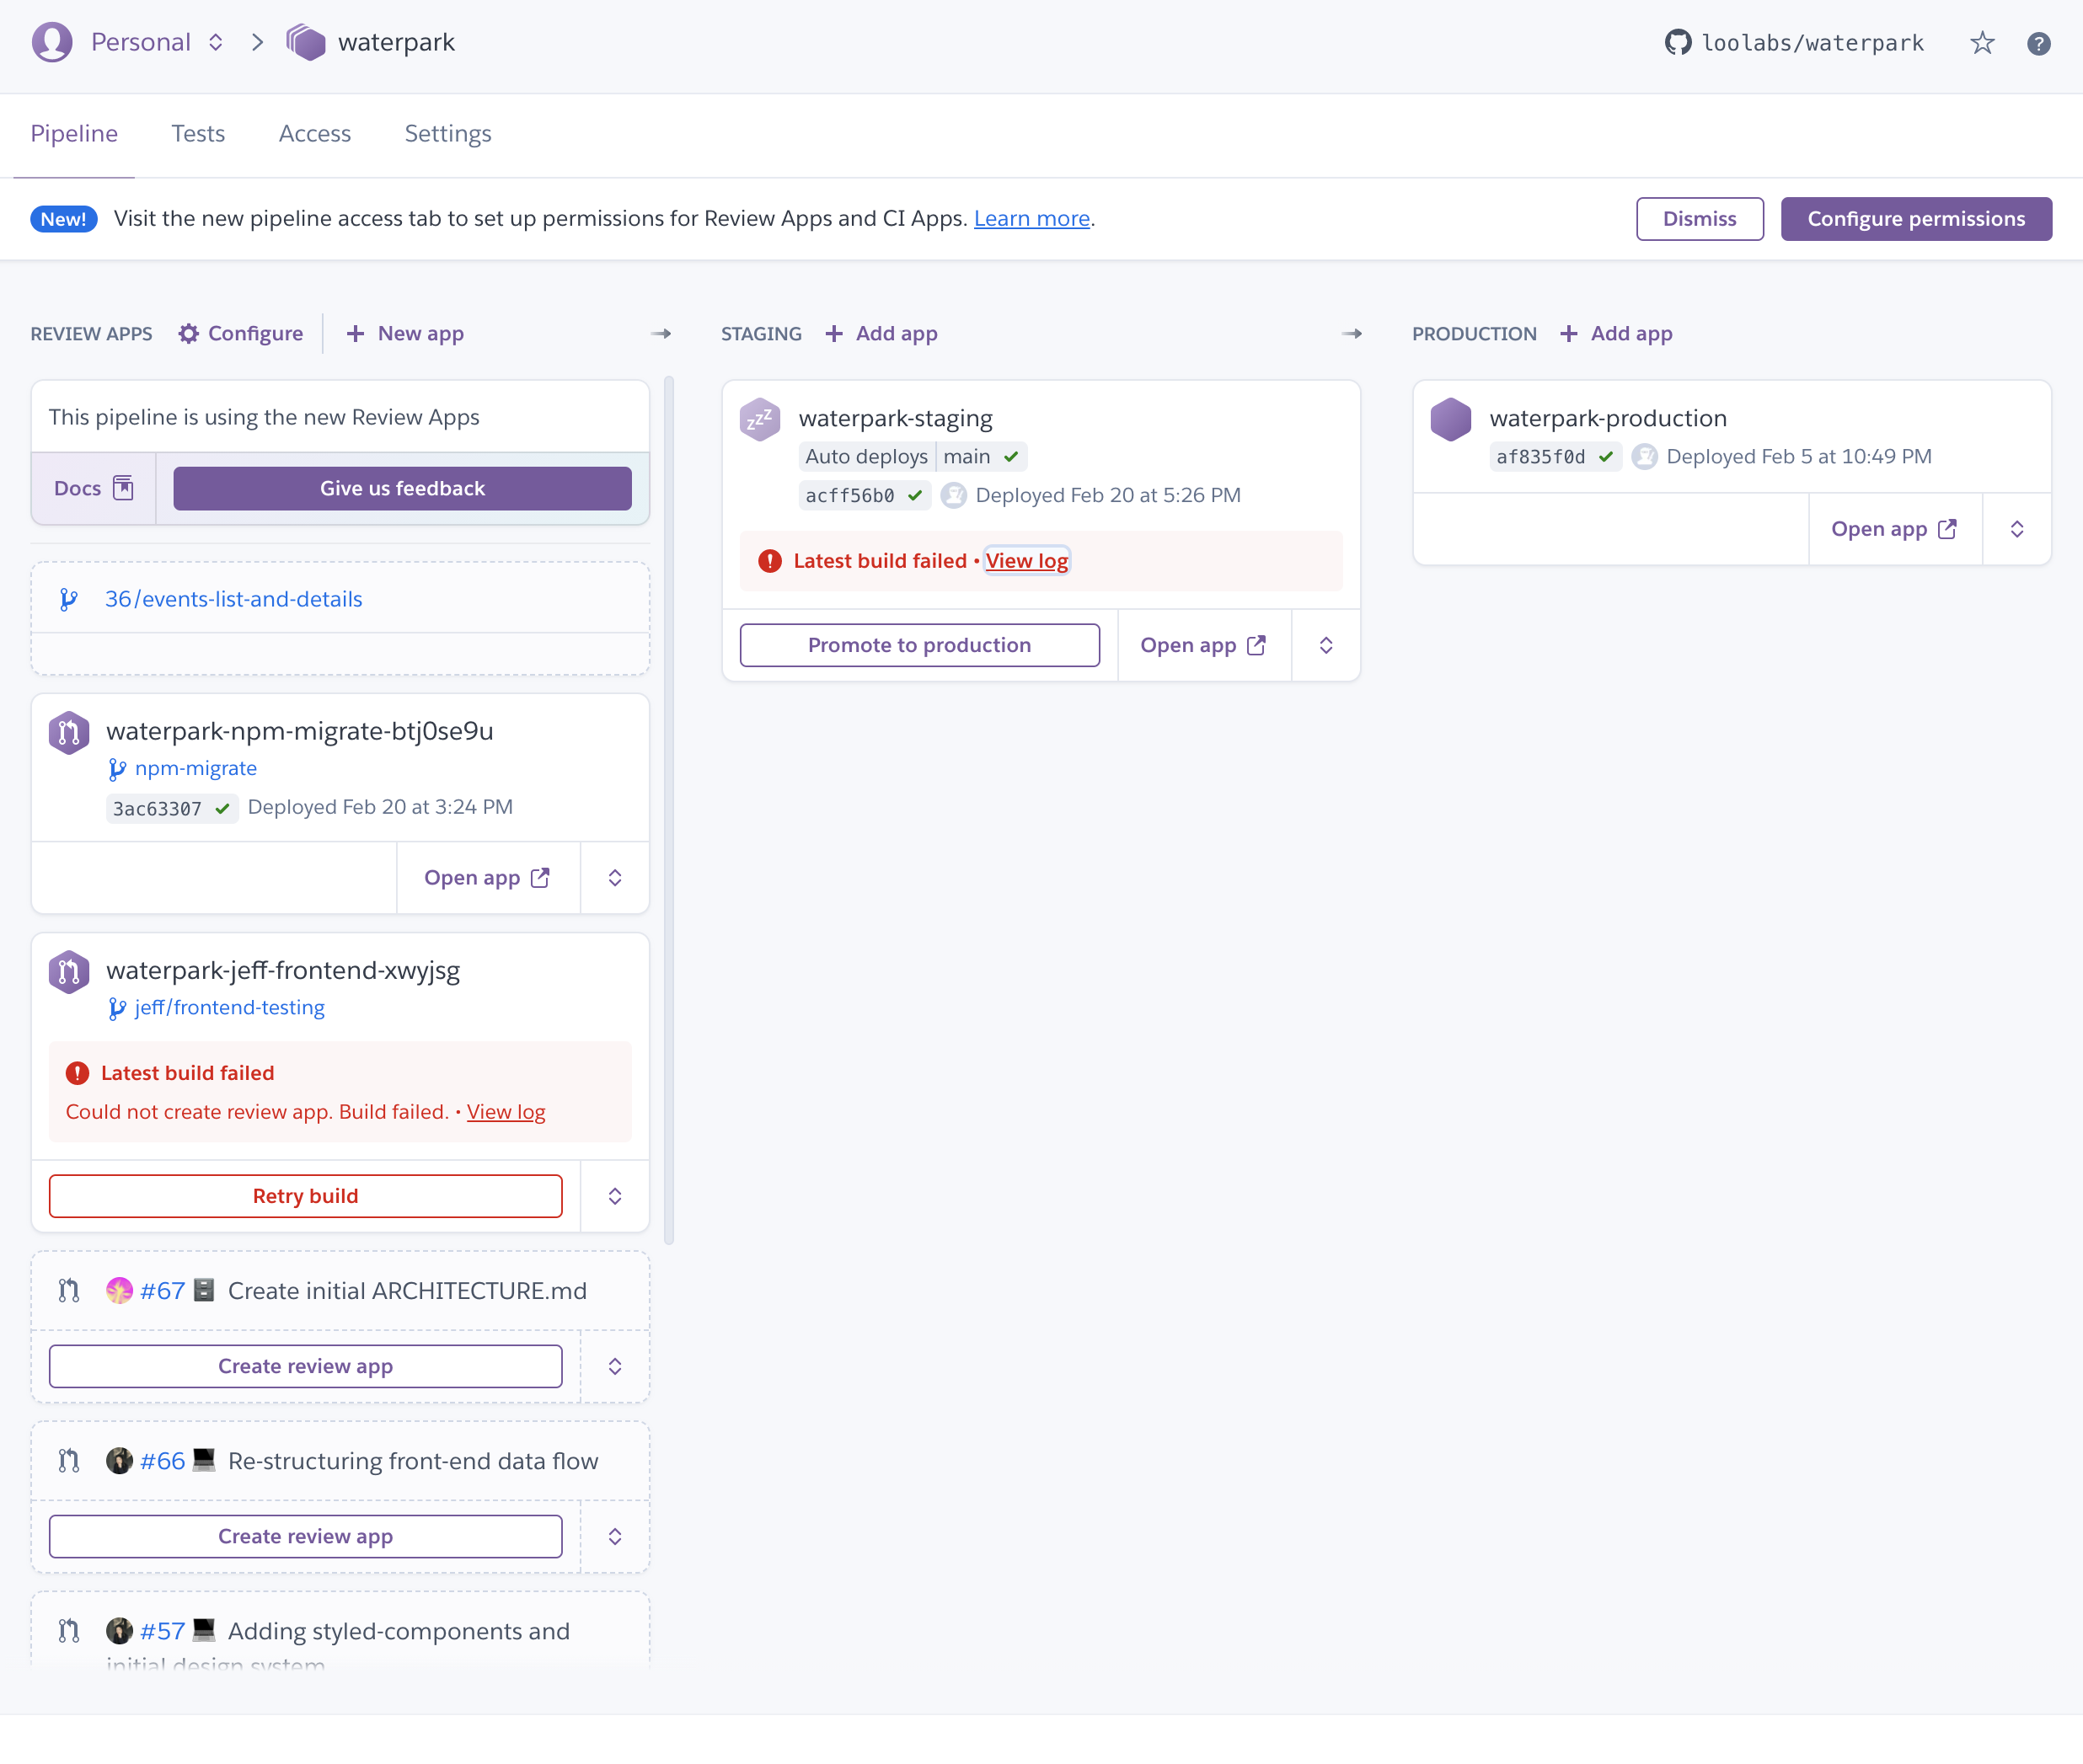 Personal
waterpark
loolabs/waterpark
?
Pipeline
Tests
Access
Settings
New! Visit the new pipeline access tab to set up permissions for Review Apps and CI Apps. Learn more.
Dismiss
Configure permissions
REVIEW APPS
Configure
+ New app
STAGING
+ Add app
PRODUCTION
+ Add app
This pipeline is using the new Review Apps
Docs
Give us feedback
36/events-list-and-details
waterpark-npm-migrate-btj0se9u
npm-migrate
3ac63307 ✓ Deployed Feb 20 at 3:24 PM
Open app
waterpark-jeff-frontend-xwyjsg
jeff/frontend-testing
! Latest build failed
Could not create review app. Build failed. • View log
Retry build
#67 🗄 Create initial ARCHITECTURE.md
Create review app
#66 💻 Re-structuring front-end data flow
Create review app
#57 💻 Adding styled-components and
initial design system
zzz
waterpark-staging
Auto deploys main ✓
acff56b0 ✓ Deployed Feb 20 at 5:26 PM
! Latest build failed • View log
Promote to production
Open app
waterpark-production
af835f0d ✓ Deployed Feb 5 at 10:49 PM
Open app